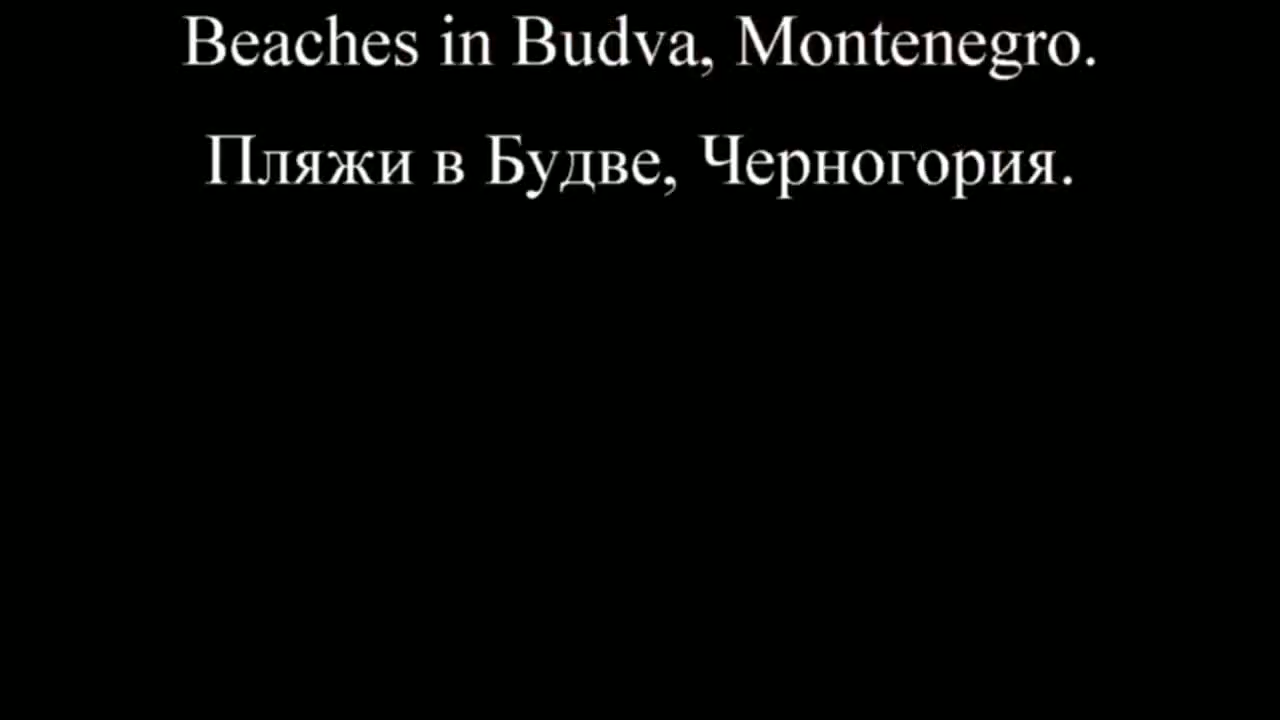 Beaches in Budva, Montenegro.
Пляжи в Будве, Черногория.